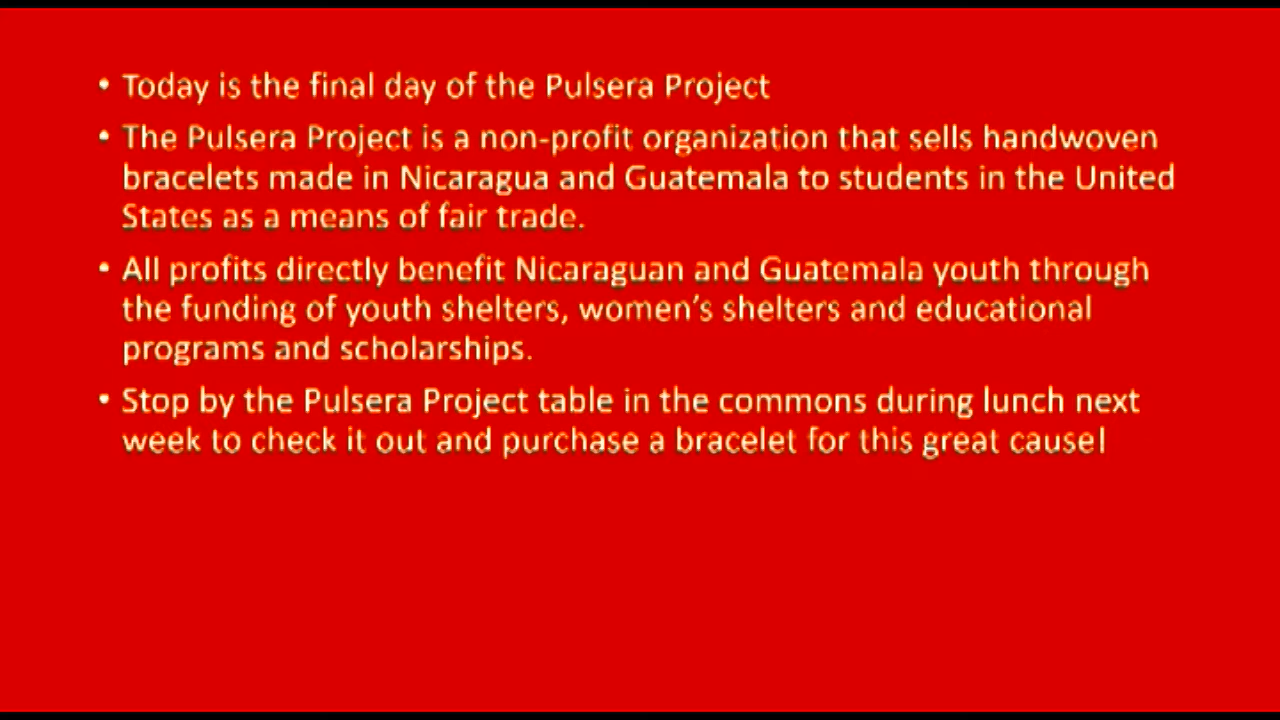 • Today is the final day of the Pulsera Project
• The Pulsera Project is a non-profit organization that sells handwoven
bracelets made in Nicaragua and Guatemala to students in the United
States as a means of fair trade.
• All profits directly benefit Nicaraguan and Guatemala youth through
the funding of youth shelters, women's shelters and educational
programs and scholarships.
• Stop by the Pulsera Project table in the commons during lunch next
week to check it out and purchase a bracelet for this great cause!